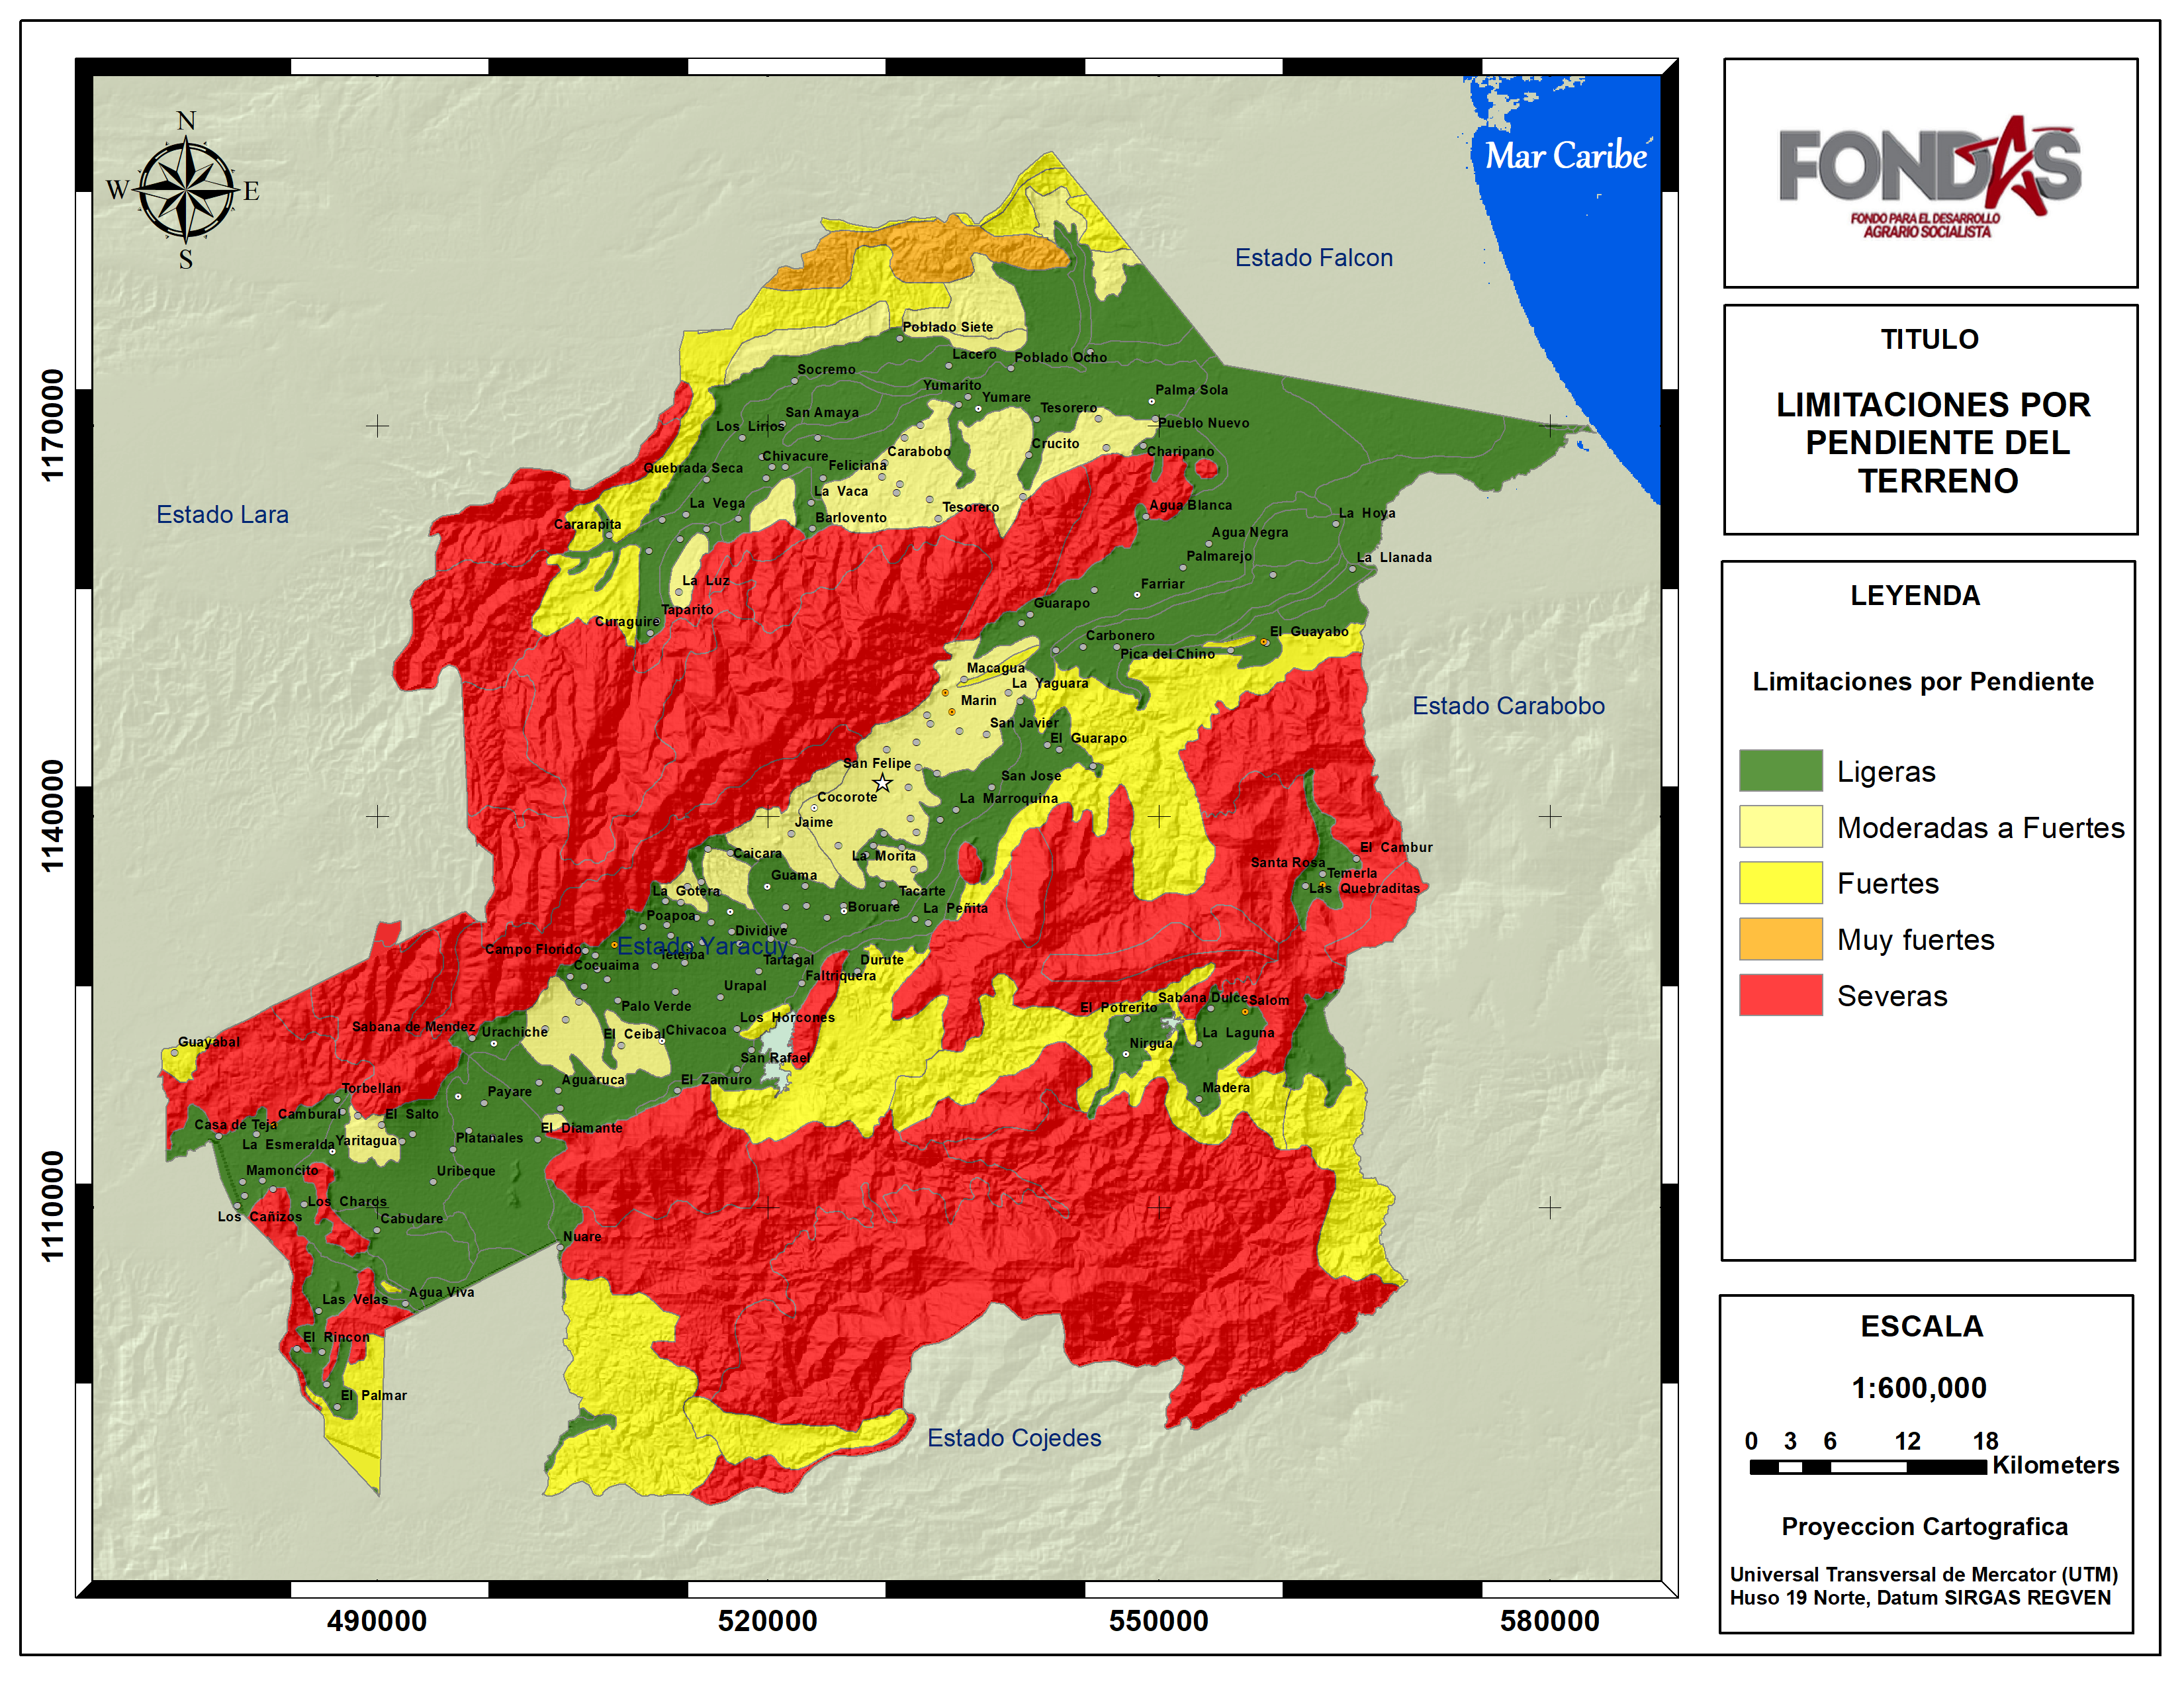 N
W
E
S
Mar Caribe
Estado Falcon
Estado Lara
Estado Carabobo
Estado Yaracuy
Estado Cojedes
Poblado Siete
Lacero
Poblado Ocho
Socremo
Yumarito
Yumare
Palma Sola
San Amaya
Tesorero
Los Lirios
Pueblo Nuevo
Crucito
Carabobo
Charipano
Chivacure
Feliciana
Quebrada Seca
La Vaca
La Vega
Tesorero
Barlovento
Agua Blanca
La Hoya
Cararapita
Agua Negra
Palmarejo
La Llanada
La Luz
Farriar
Taparito
Guarapo
Curaguire
El Guayabo
Carbonero
Pica del Chino
Macagua
La Yaguara
Marin
San Javier
El Guarapo
San Felipe
San Jose
Cocorote
La Marroquina
Jaime
Caicara
La Morita
El Cambur
Santa Rosa
Temerla
Guama
Las Quebraditas
La Gotera
Tacarte
Boruare
La Peñita
Poapoa
Dividive
Campo Florido
Teteiba
Tartagal
Durute
Cocuaima
Faltriquera
Urapal
Palo Verde
Sabana Dulce
Salom
El Potrerito
Los Horcones
Sabana de Mendez
Urachiche
El Ceibal
Chivacoa
La Laguna
Guayabal
Nirgua
San Rafael
El Zamuro
Aguaruca
Madera
Torbellan
Payare
Cambural
El Salto
Casa de Teja
El Diamante
La Esmeralda
Yaritagua
Platanales
Mamoncito
Uribeque
Los Charos
Los Cañizos
Cabudare
Nuare
Agua Viva
Las Velas
El Rincon
El Palmar
1170000
1140000
1110000
490000
520000
550000
580000
FONDAS
FONDO PARA EL DESARROLLO
AGRARIO SOCIALISTA
TITULO
LIMITACIONES POR
PENDIENTE DEL
TERRENO
LEYENDA
Limitaciones por Pendiente
Ligeras
Moderadas a Fuertes
Fuertes
Muy fuertes
Severas
ESCALA
1:600,000
0 3 6 12 18
Kilometers
Proyeccion Cartografica
Universal Transversal de Mercator (UTM)
Huso 19 Norte, Datum SIRGAS REGVEN